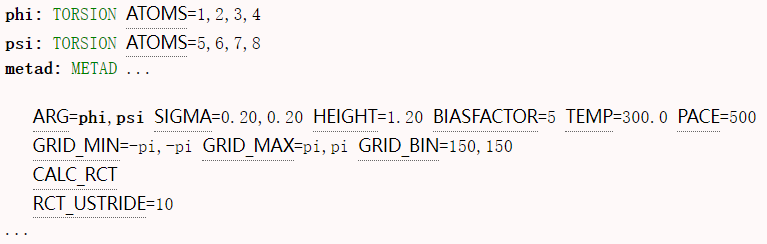 phi: TORSION ATOMS=1,2,3,4
psi: TORSION ATOMS=5,6,7,8
metad: METAD ...
ARG=phi,psi SIGMA=0.20,0.20 HEIGHT=1.20 BIASFACTOR=5 TEMP=300.0 PACE=500
GRID_MIN=-pi,-pi GRID_MAX=pi,pi GRID_BIN=150,150
CALC_RCT
RCT_USTRIDE=10
...